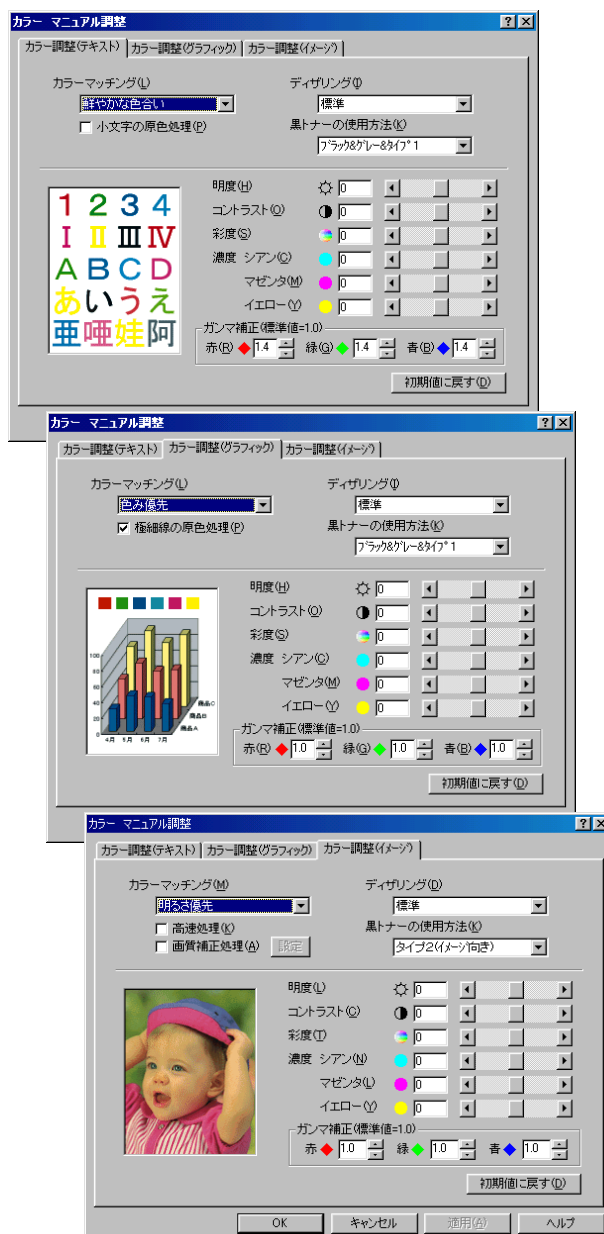 カラー マニュアル調整
カラー調整(テキスト) カラー調整(グラフィック) カラー調整(イメージ)
カラーマッチング(L) ディザリング(I)
鮮やかな色合い 標準
小文字の原色処理(P) 黒トナーの使用方法(K)
ブラック&グレー&タイプ1
1 2 3 4
I II III IV
A B C D
あ い う え
亜 唖 娃 阿
明度(H) 0
コントラスト(O) 0
彩度(S) 0
濃度 シアン(C) 0
マゼンタ(M) 0
イエロー(Y) 0
ガンマ補正(標準値=1.0)
赤(R) 1.4 緑(G) 1.4 青(B) 1.4
初期値に戻す(D)
カラー マニュアル調整
カラー調整(テキスト) カラー調整(グラフィック) カラー調整(イメージ)
カラーマッチング(L) ディザリング(I)
色み優先 標準
極細線の原色処理(P) 黒トナーの使用方法(K)
ブラック&グレー&タイプ1
100
80
60
40
20
0
4月 5月 6月 7月
商品C
商品B
商品A
明度(H) 0
コントラスト(O) 0
彩度(S) 0
濃度 シアン(C) 0
マゼンタ(M) 0
イエロー(Y) 0
ガンマ補正(標準値=1.0)
赤(R) 1.0 緑(G) 1.0 青(B) 1.0
初期値に戻す(D)
カラー マニュアル調整
カラー調整(テキスト) カラー調整(グラフィック) カラー調整(イメージ)
カラーマッチング(M) ディザリング(D)
明るさ優先 標準
高速処理(K) 黒トナーの使用方法(K)
画質補正処理(A) 設定 タイプ2(イメージ向き)
明度(L) 0
コントラスト(C) 0
彩度(T) 0
濃度 シアン(N) 0
マゼンタ(L) 0
イエロー(Y) 0
ガンマ補正(標準値=1.0)
赤 1.0 緑 1.0 青 1.0
初期値に戻す(D)
OK キャンセル 適用(A) ヘルプ